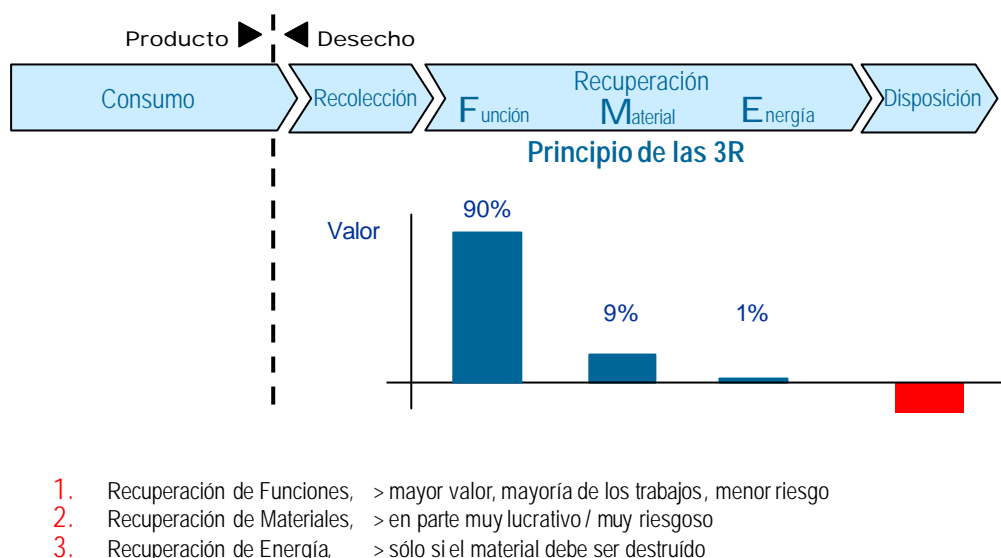 Producto Desecho
Consumo
Recolección
Recuperación
Función Material Energía
Disposición
Principio de las 3R
Valor
90%
9%
1%
1. Recuperación de Funciones, > mayor valor, mayoría de los trabajos, menor riesgo
2. Recuperación de Materiales, > en parte muy lucrativo / muy riesgoso
3. Recuperación de Energía, > sólo si el material debe ser destruído